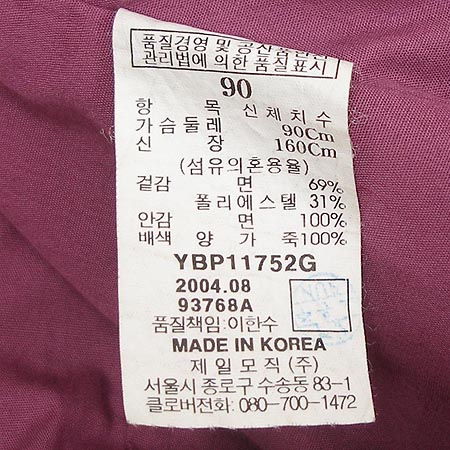 품질경영 및 공산품안전
관리법에 의한 품질표시
90
항 목 신체치수
가슴둘레 90Cm
신 장 160Cm
(섬유의혼용율)
겉감 면 69%
폴리에스텔 31%
안감 면 100%
배색 양가죽100%
YBP11752G
2004.08
93768A
품질책임:이한수
MADE IN KOREA
제일모직(주)
서울시 종로구 수송동 83-1
클로버전화: 080-700-1472